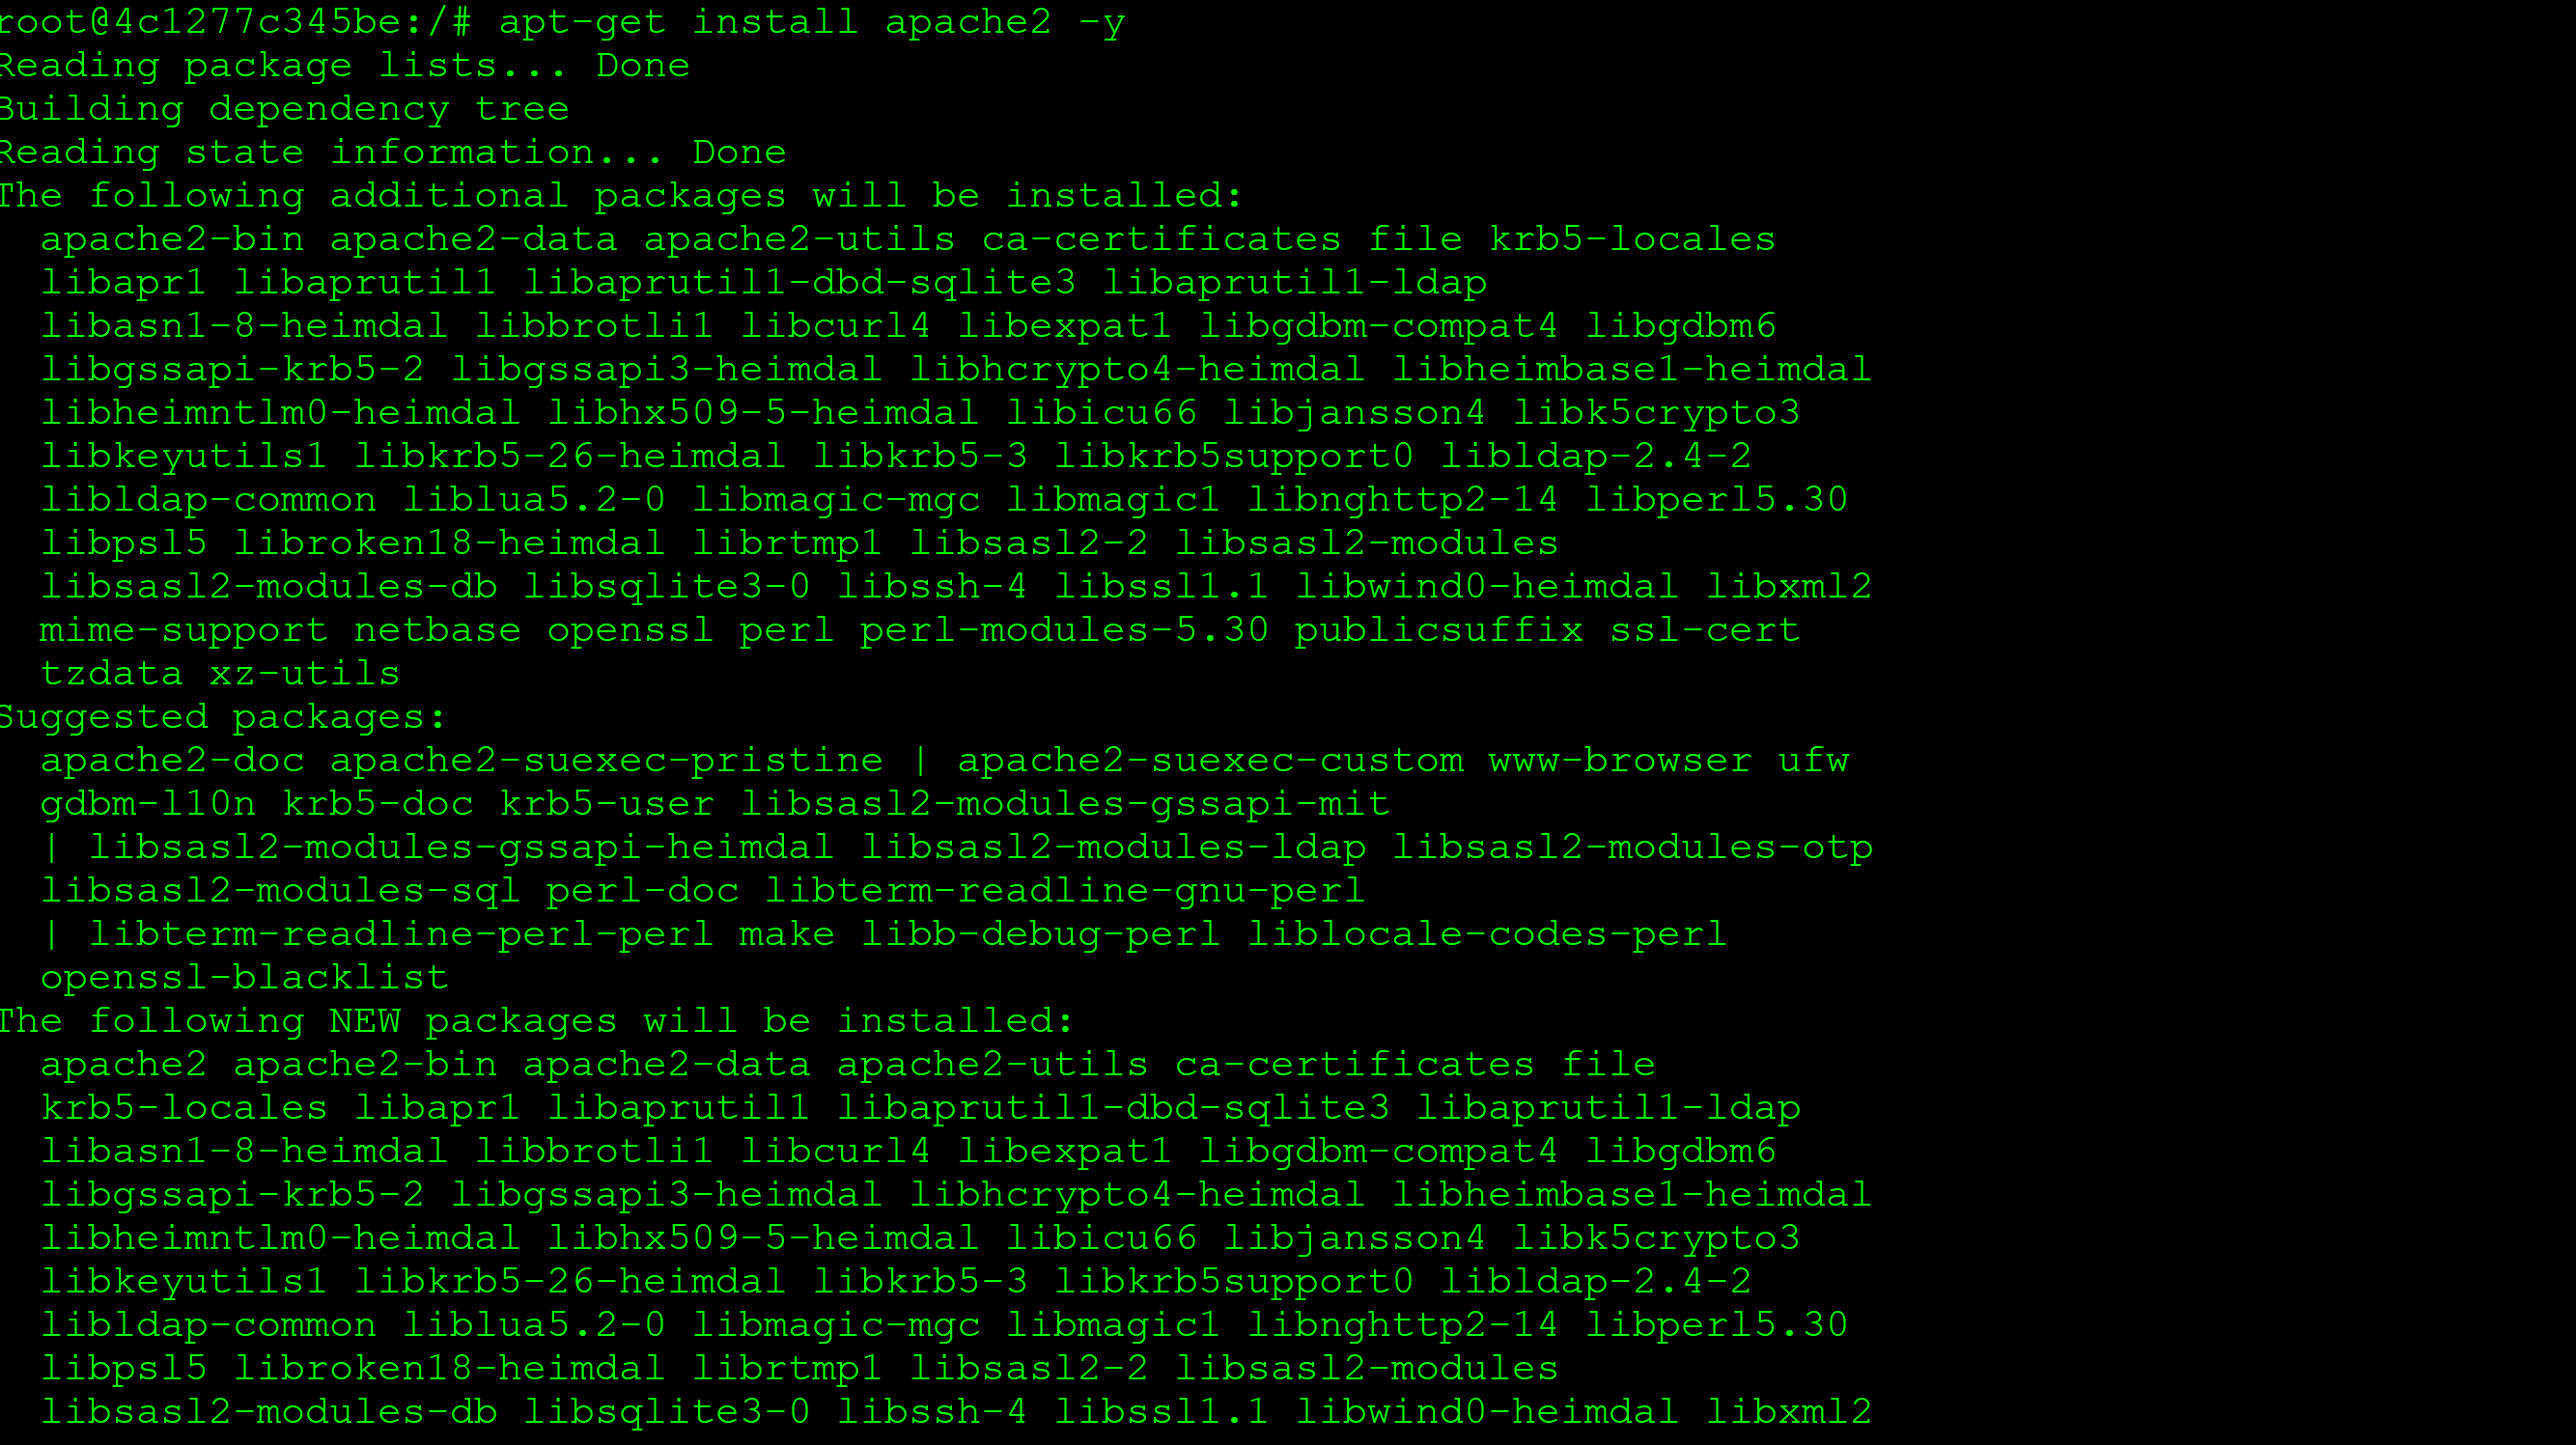 root@4c1277c345be:/# apt-get install apache2 -y
Reading package lists... Done
Building dependency tree
Reading state information... Done
The following additional packages will be installed:
  apache2-bin apache2-data apache2-utils ca-certificates file krb5-locales
  libapr1 libaprutil1 libaprutil1-dbd-sqlite3 libaprutil1-ldap
  libasn1-8-heimdal libbrotli1 libcurl4 libexpat1 libgdbm-compat4 libgdbm6
  libgssapi-krb5-2 libgssapi3-heimdal libhcrypto4-heimdal libheimbase1-heimdal
  libheimntlm0-heimdal libhx509-5-heimdal libicu66 libjansson4 libk5crypto3
  libkeyutils1 libkrb5-26-heimdal libkrb5-3 libkrb5support0 libldap-2.4-2
  libldap-common liblua5.2-0 libmagic-mgc libmagic1 libnghttp2-14 libperl5.30
  libpsl5 libroken18-heimdal librtmp1 libsasl2-2 libsasl2-modules
  libsasl2-modules-db libsqlite3-0 libssh-4 libssl1.1 libwind0-heimdal libxml2
  mime-support netbase openssl perl perl-modules-5.30 publicsuffix ssl-cert
  tzdata xz-utils
Suggested packages:
  apache2-doc apache2-suexec-pristine | apache2-suexec-custom www-browser ufw
  gdbm-l10n krb5-doc krb5-user libsasl2-modules-gssapi-mit
  | libsasl2-modules-gssapi-heimdal libsasl2-modules-ldap libsasl2-modules-otp
  libsasl2-modules-sql perl-doc libterm-readline-gnu-perl
  | libterm-readline-perl-perl make libb-debug-perl liblocale-codes-perl
  openssl-blacklist
The following NEW packages will be installed:
  apache2 apache2-bin apache2-data apache2-utils ca-certificates file
  krb5-locales libapr1 libaprutil1 libaprutil1-dbd-sqlite3 libaprutil1-ldap
  libasn1-8-heimdal libbrotli1 libcurl4 libexpat1 libgdbm-compat4 libgdbm6
  libgssapi-krb5-2 libgssapi3-heimdal libhcrypto4-heimdal libheimbase1-heimdal
  libheimntlm0-heimdal libhx509-5-heimdal libicu66 libjansson4 libk5crypto3
  libkeyutils1 libkrb5-26-heimdal libkrb5-3 libkrb5support0 libldap-2.4-2
  libldap-common liblua5.2-0 libmagic-mgc libmagic1 libnghttp2-14 libperl5.30
  libpsl5 libroken18-heimdal librtmp1 libsasl2-2 libsasl2-modules
  libsasl2-modules-db libsqlite3-0 libssh-4 libssl1.1 libwind0-heimdal libxml2